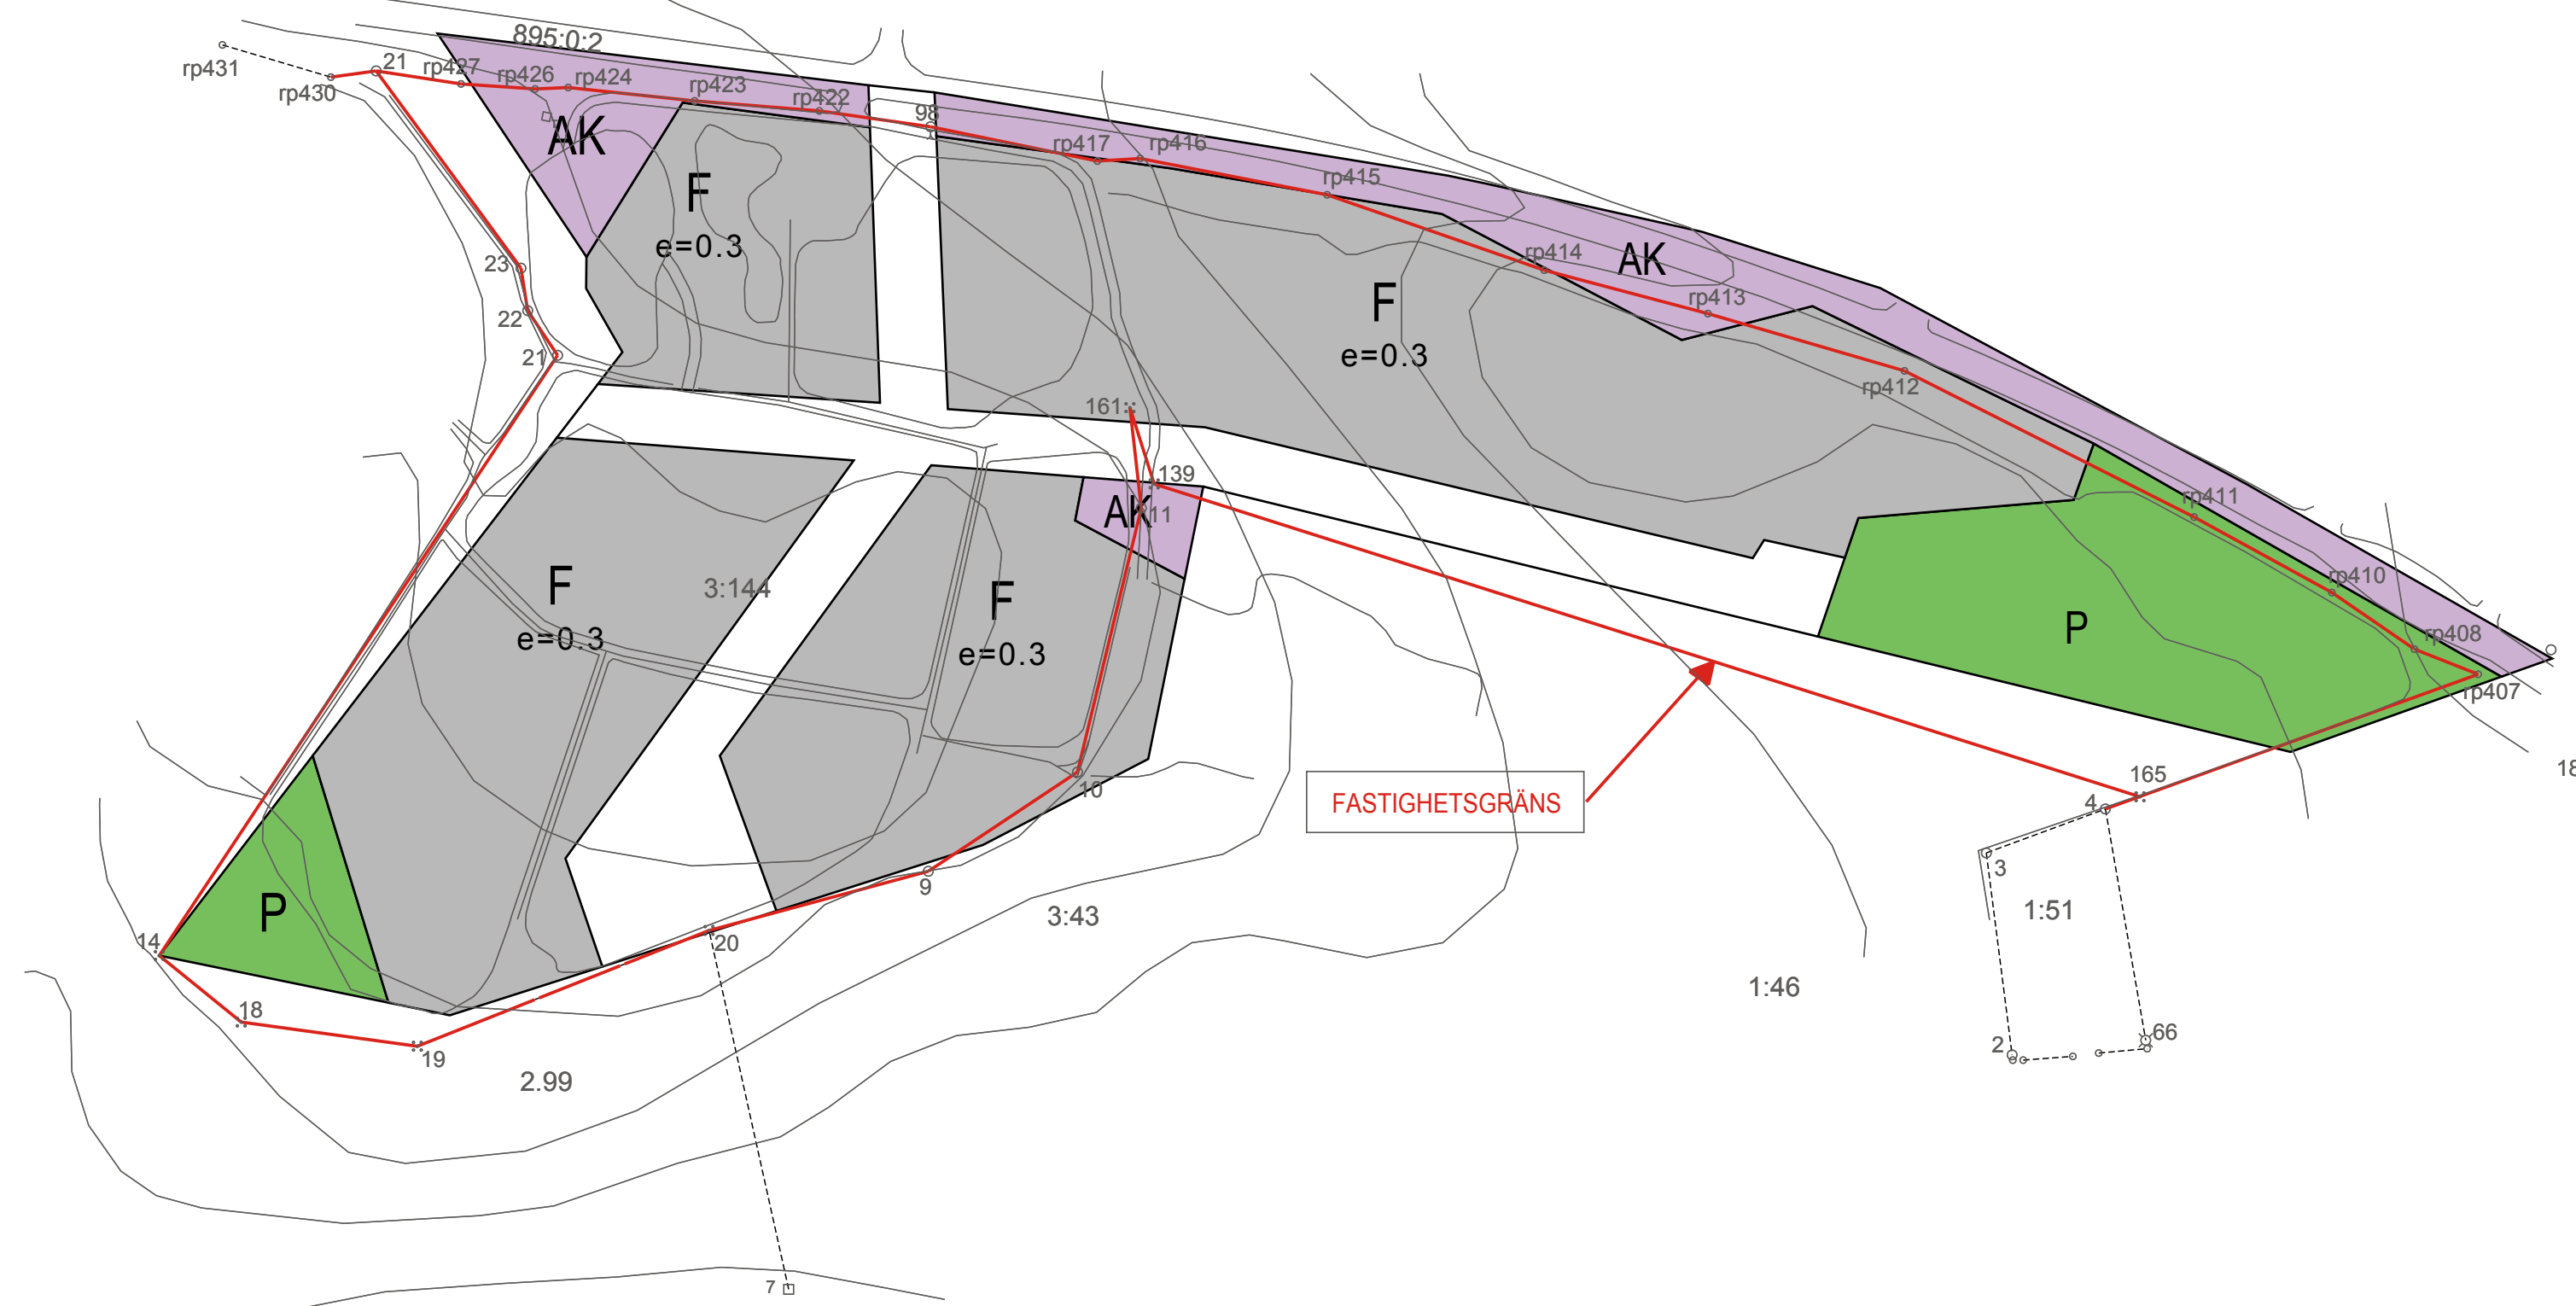 895:0:2
rp431
rp430
21
rp427
rp426
rp424
rp423
rp422
98
rp417
rp416
rp415
AK
F
e=0.3
rp414
AK
rp413
F
e=0.3
rp412
23
22
21
161
139
AK
11
rp411
rp410
rp408
rp407
F
e=0.3
3:144
F
e=0.3
P
18
165
4
3
1:51
FASTIGHETSGRÄNS
10
9
3:43
P
14
20
18
19
2.99
1:46
2
66
7